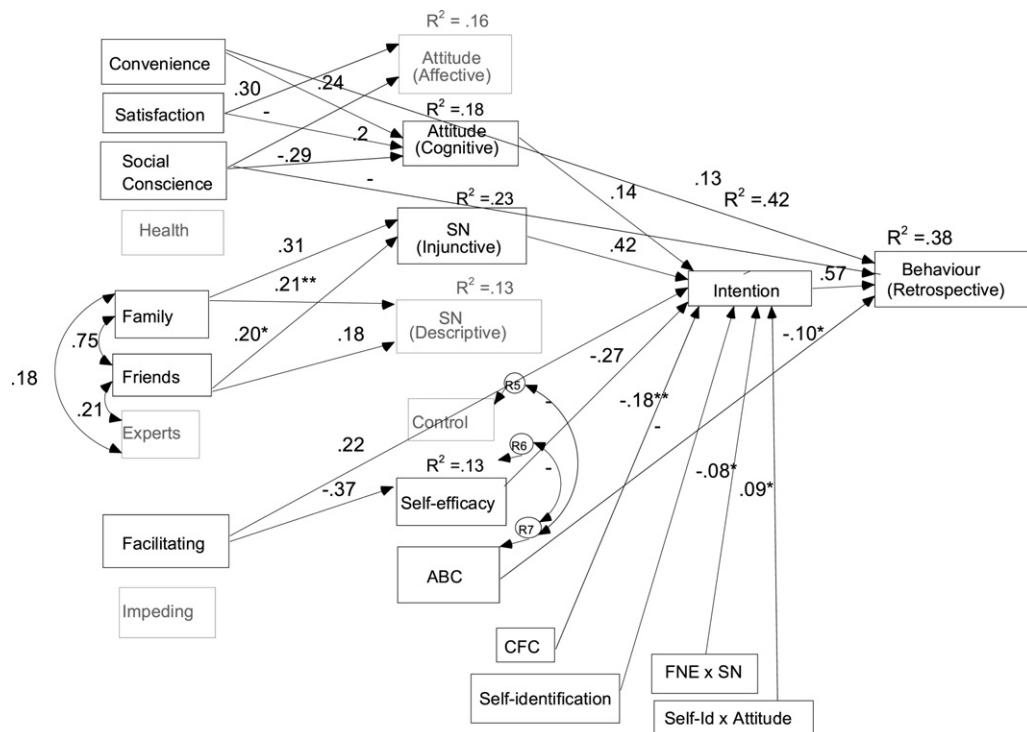 R² = .16
Convenience
Attitude
(Affective)
.30
.24
Satisfaction
-
R² =.18
.2
Attitude
(Cognitive)
Social
Conscience
-.29
-
.14
.13
R² =.42
Health
R² =.23
SN
(Injunctive)
.31
.42
R² =.38
Behaviour
(Retrospective)
.21**
R² =.13
.57
Intention
Family
SN
(Descriptive)
.75
.20*
.18
-.10*
.18
Friends
-.27
R5
.21
Experts
Control
-
-.18**
-
.22
R6
R² =.13
-
-.08*
.09*
-.37
Self-efficacy
R7
Facilitating
ABC
Impeding
CFC
FNE x SN
Self-identification
Self-Id x Attitude